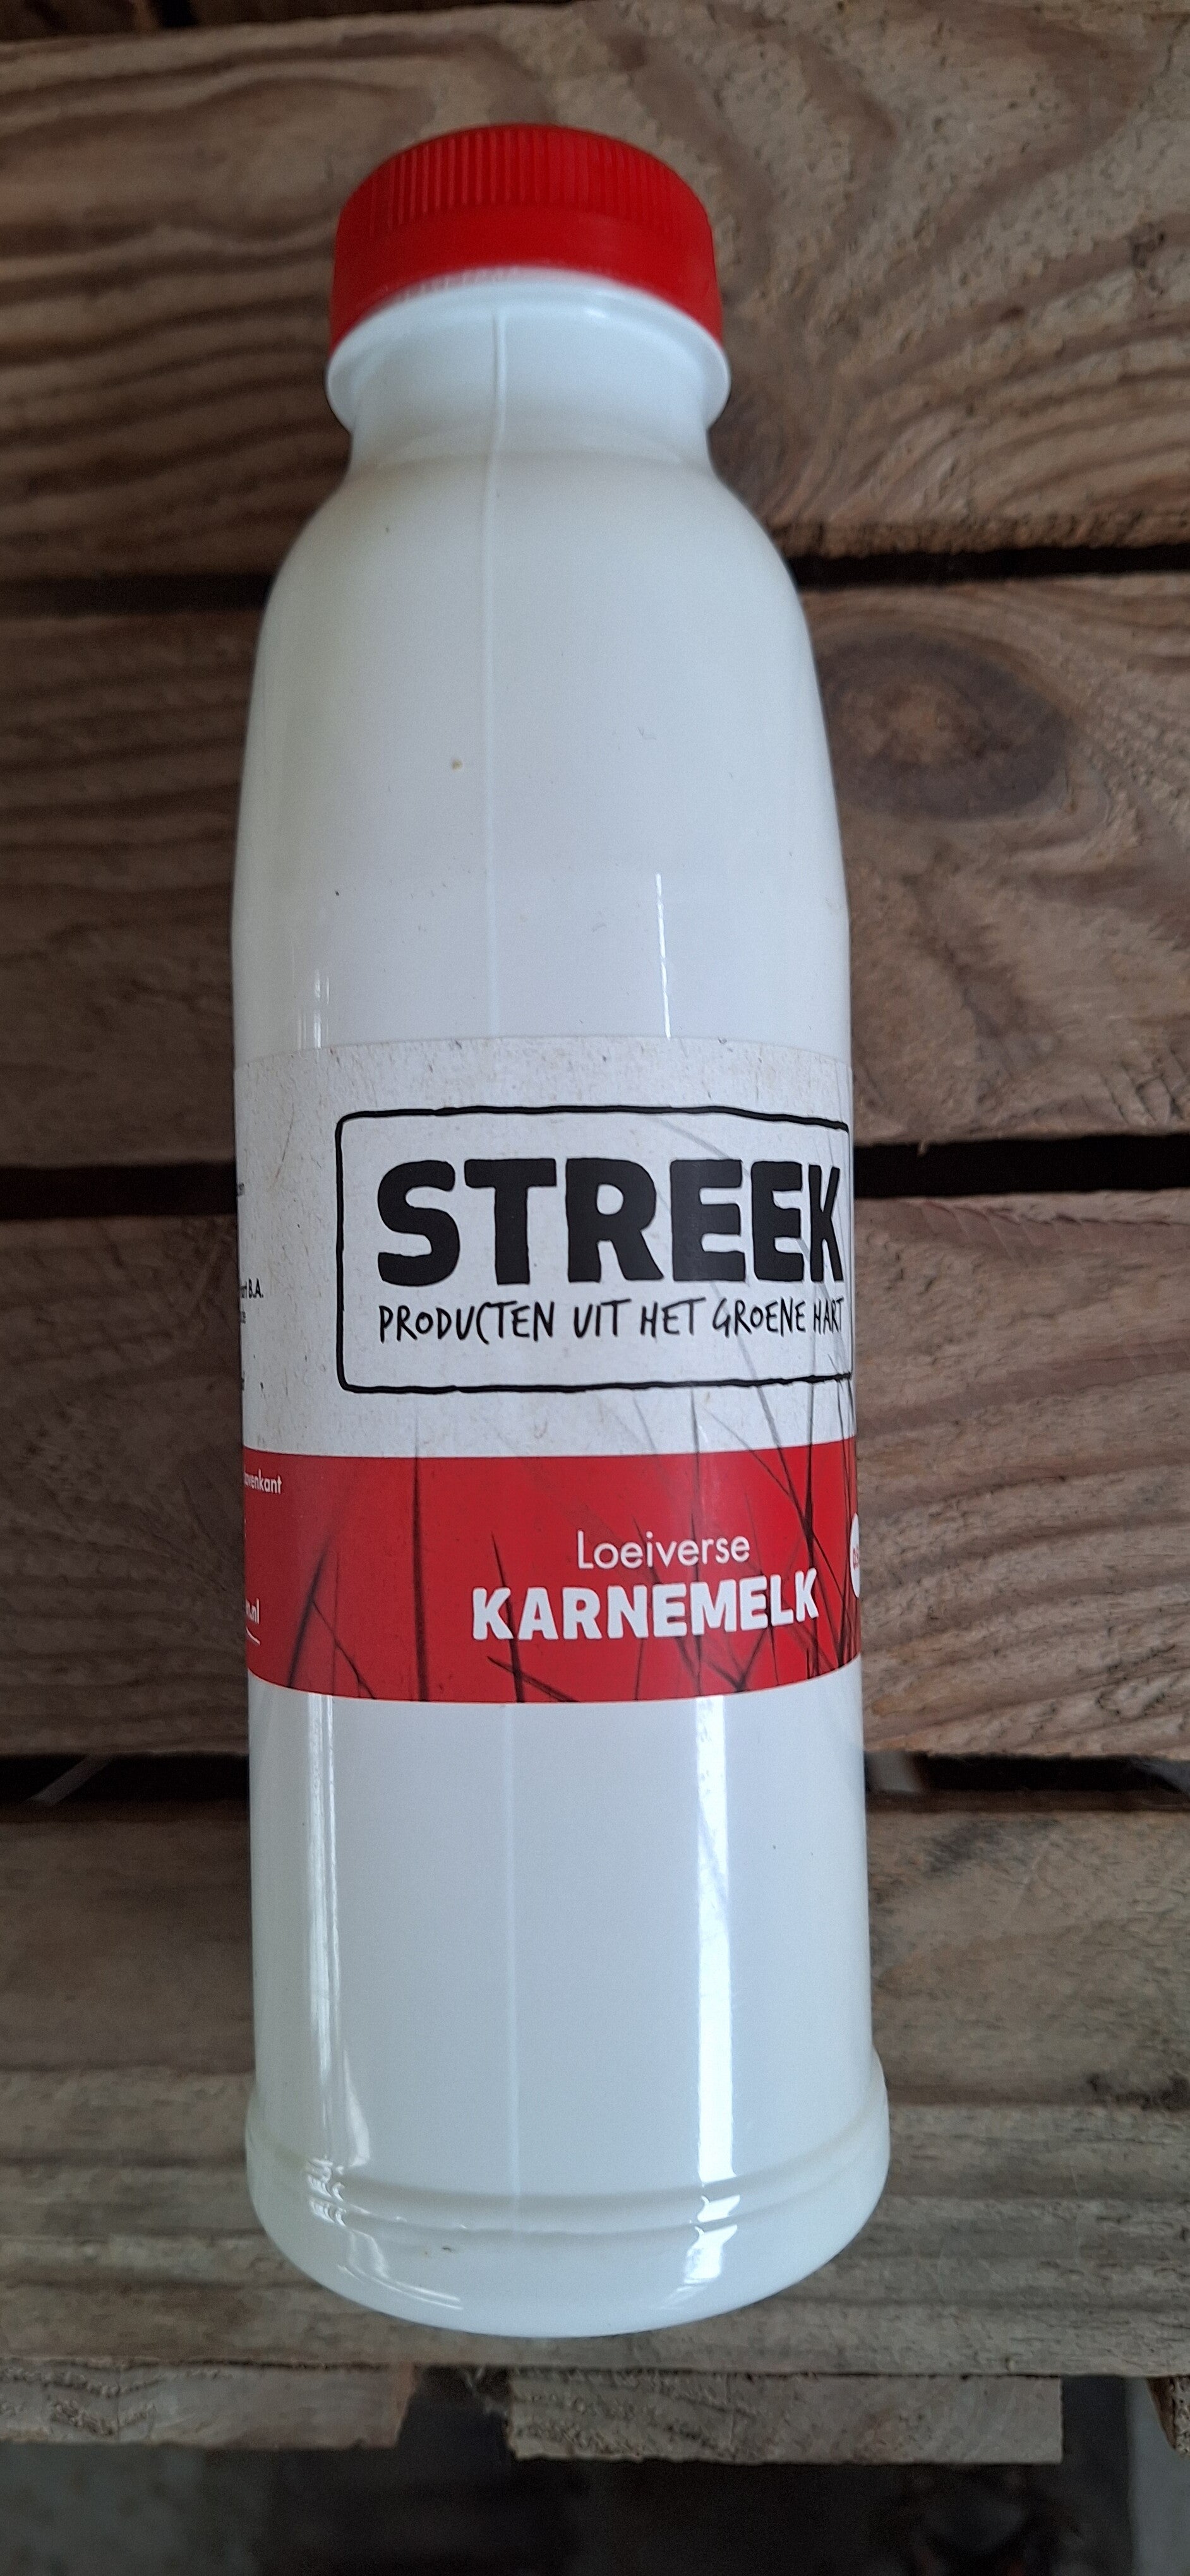 STREEK
PRODUCTEN UIT HET GROENE HART
B.A.
Loeiverse
KARNEMELK